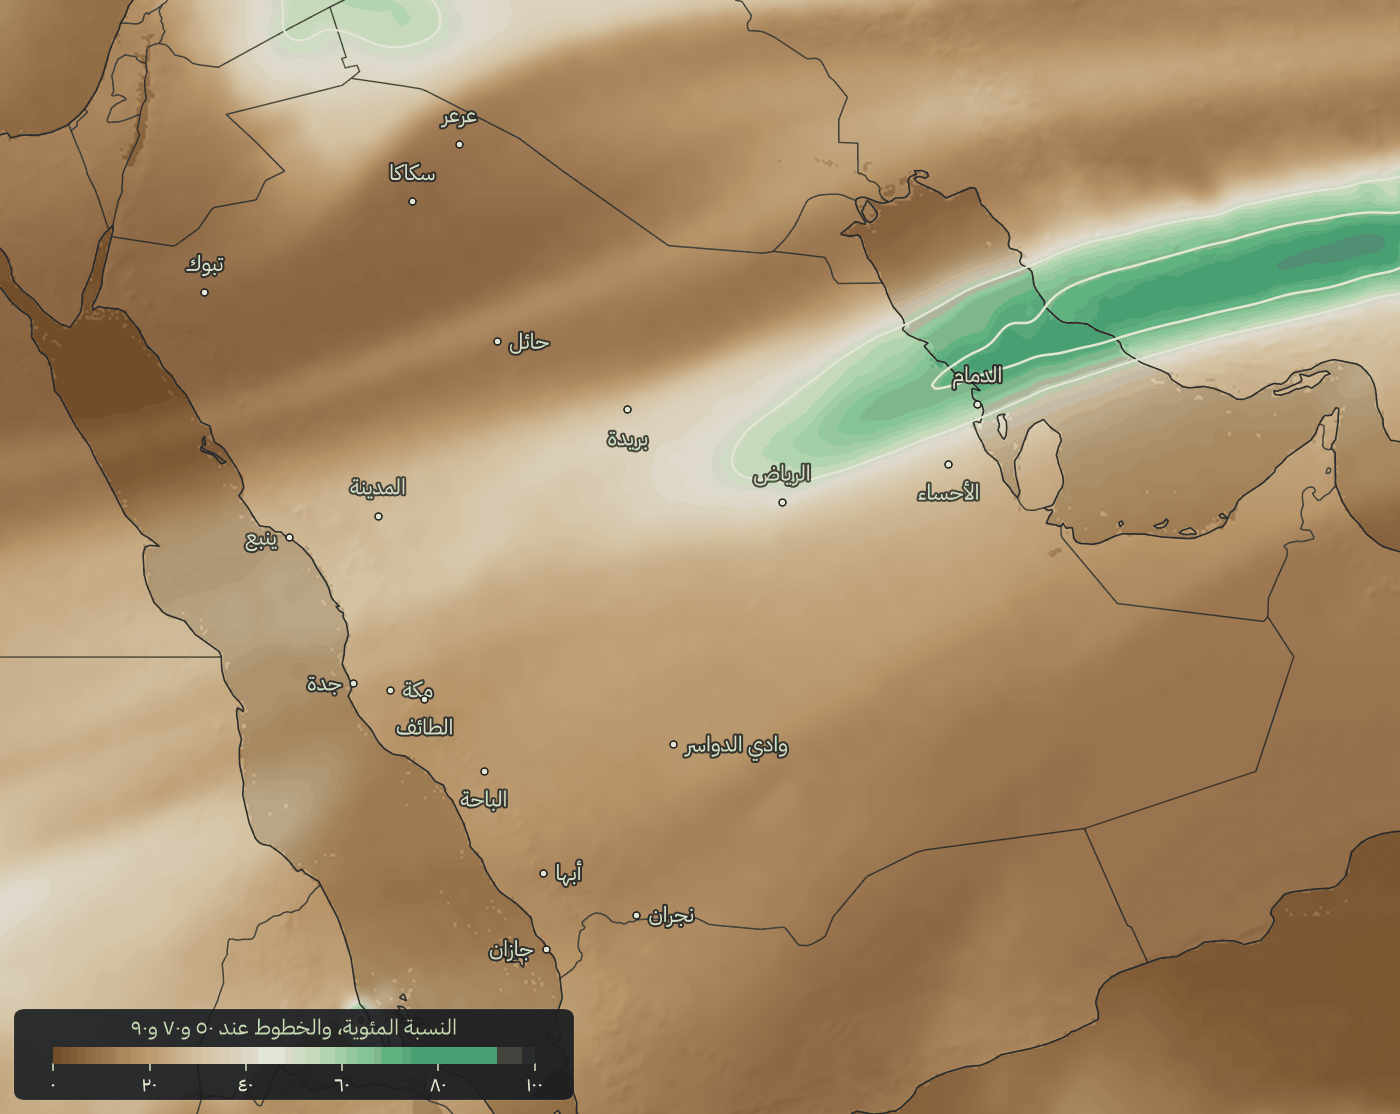 عرعر
سكاكا
تبوك
حائل
الدمام
بريدة
الرياض
المدينة
الأحساء
ينبع
جدة
مكة
الطائف
وادي الدواسر
الباحة
أبها
نجران
جازان
النسبة المئوية، والخطوط عند ٥٠ و٧٠ و٩٠
٠ ٢٠ ٤٠ ٦٠ ٨٠ ١٠٠